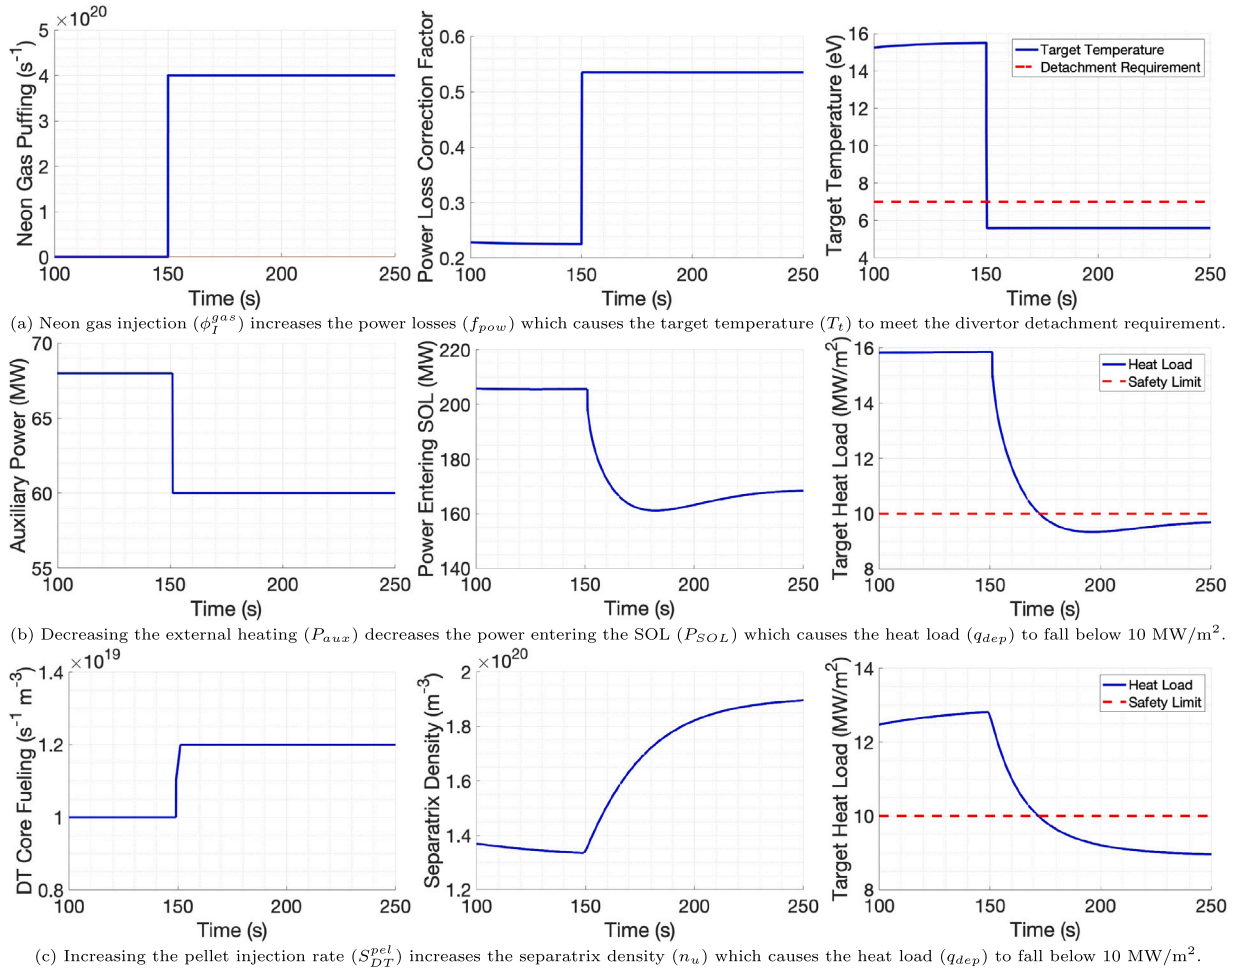 ×10^20
Neon Gas Puffing (s^-1)
5
4
3
2
1
0
100 150 200 250
Time (s)
Power Loss Correction Factor
0.6
0.5
0.4
0.3
0.2
100 150 200 250
Time (s)
Target Temperature (eV)
16
14
12
10
8
6
4
100 150 200 250
Time (s)
Target Temperature
Detachment Requirement
(a) Neon gas injection (ϕ_I^gas) increases the power losses (f_pow) which causes the target temperature (T_t) to meet the divertor detachment requirement.
Auxiliary Power (MW)
70
65
60
55
100 150 200 250
Time (s)
Power Entering SOL (MW)
220
200
180
160
140
100 150 200 250
Time (s)
Target Heat Load (MW/m^2)
16
14
12
10
8
100 150 200 250
Time (s)
Heat Load
Safety Limit
(b) Decreasing the external heating (P_aux) decreases the power entering the SOL (P_SOL) which causes the heat load (q_dep) to fall below 10 MW/m^2.
×10^19
DT Core Fueling (s^-1 m^-3)
1.4
1.2
1
0.8
100 150 200 250
Time (s)
×10^20
Separatrix Density (m^-3)
2
1.8
1.6
1.4
1.2
100 150 200 250
Time (s)
Target Heat Load (MW/m^2)
14
12
10
8
100 150 200 250
Time (s)
Heat Load
Safety Limit
(c) Increasing the pellet injection rate (S_DT^pel) increases the separatrix density (n_u) which causes the heat load (q_dep) to fall below 10 MW/m^2.